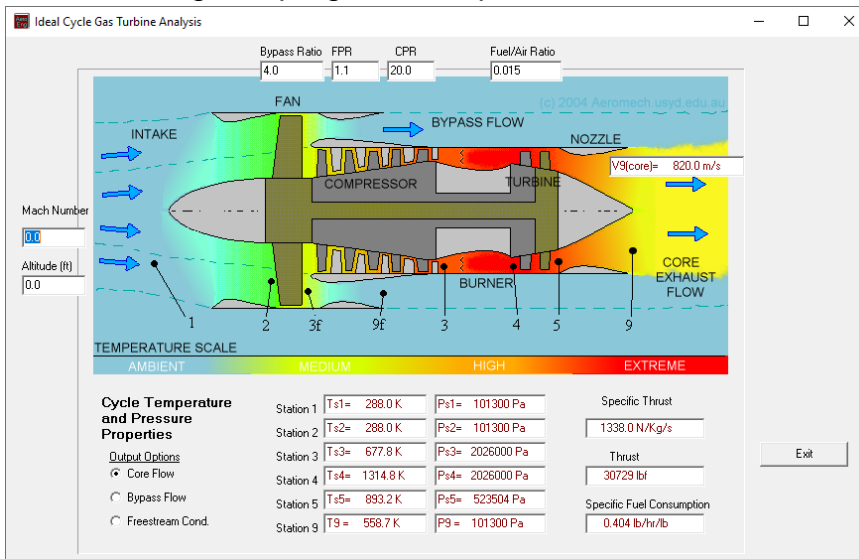 Ideal Cycle Gas Turbine Analysis
Bypass Ratio FPR CPR Fuel/Air Ratio
4.0 1.1 20.0 0.015
(c) 2004 Aeromech.usyd.edu.au
FAN
BYPASS FLOW
INTAKE
NOZZLE
V9(core)= 820.0 m/s
COMPRESSOR TURBINE
Mach Number
0.0
Altitude (ft)
0.0
CORE
EXHAUST
FLOW
BURNER
1 2 3f 9f 3 4 5 9
TEMPERATURE SCALE
AMBIENT MEDIUM HIGH EXTREME
Cycle Temperature
and Pressure
Properties
Output Options
Core Flow
Bypass Flow
Freestream Cond.
Station 1 Ts1= 288.0 K Ps1= 101300 Pa
Station 2 Ts2= 288.0 K Ps2= 101300 Pa
Station 3 Ts3= 677.8 K Ps3= 2026000 Pa
Station 4 Ts4= 1314.8 K Ps4= 2026000 Pa
Station 5 Ts5= 893.2 K Ps5= 523504 Pa
Station 9 T9 = 558.7 K P9 = 101300 Pa
Specific Thrust
1338.0 N/Kg/s
Thrust
30729 lbf
Specific Fuel Consumption
0.404 lb/hr/lb
Exit